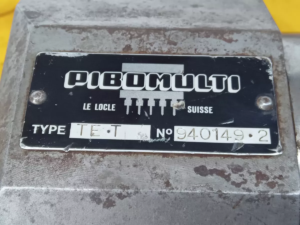 PIBOMULTI
LE LOCLE SUISSE
TYPE TE·T Nº 940149·2